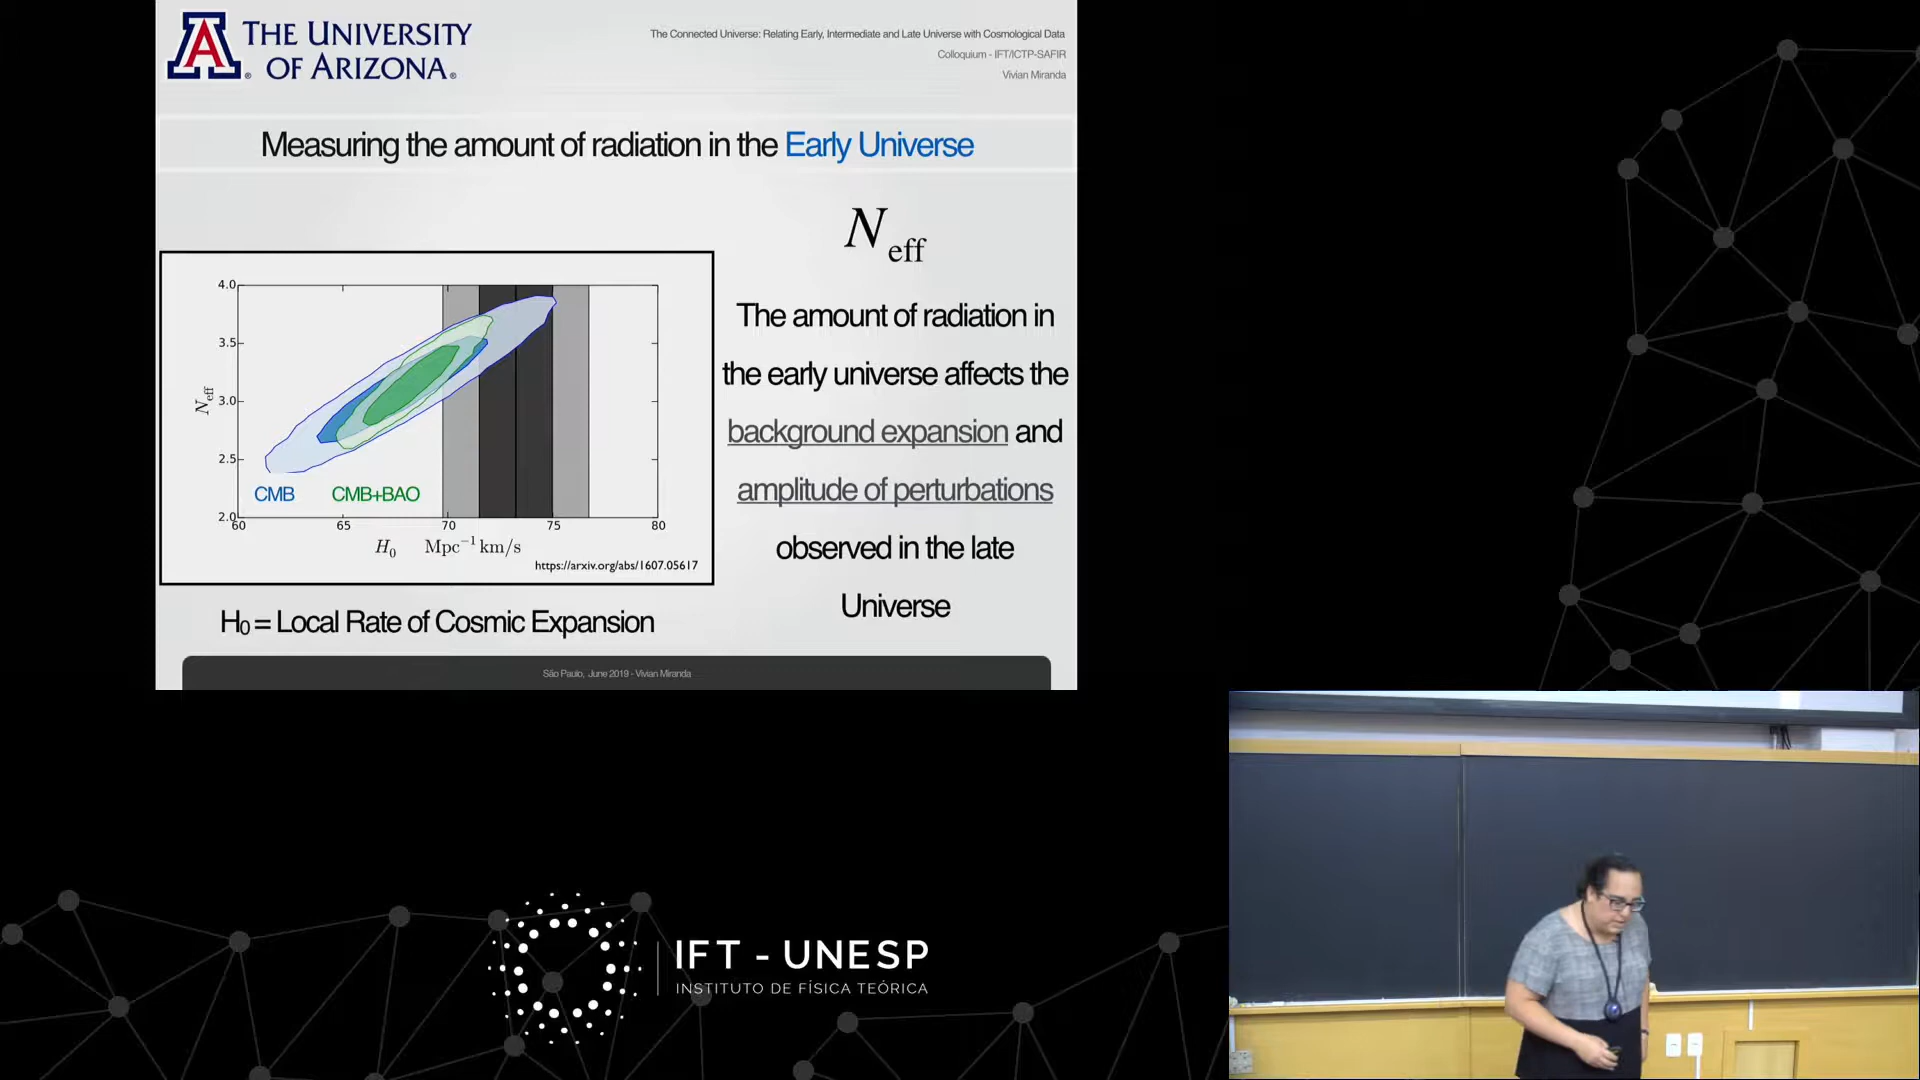 THE UNIVERSITY
OF ARIZONA.
The Connected Universe: Relating Early, Intermediate and Late Universe with Cosmological Data
Colloquium - IFT/ICTP-SAFIR
Vivian Miranda
Measuring the amount of radiation in the Early Universe
4.0
3.5
3.0
2.5
2.0
Neff
CMB CMB+BAO
60 65 70 75 80
H0 Mpc−1 km/s
https://arxiv.org/abs/1607.05617
H0 = Local Rate of Cosmic Expansion
Neff
The amount of radiation in
the early universe affects the
background expansion and
amplitude of perturbations
observed in the late
Universe
São Paulo, June 2019 - Vivian Miranda
IFT - UNESP
INSTITUTO DE FÍSICA TEÓRICA